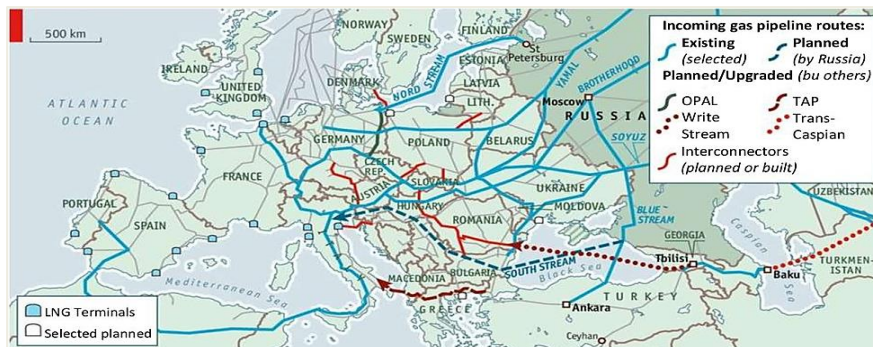 500 km
NORWAY
SWEDEN
FINLAND
St
Petersburg
ESTONIA
LATVIA
LITH.
IRELAND
UNITED
KINGDOM
DENMARK
NORD STREAM
YAMAL
BROTHERHOOD
Moscow
RUSSIA
SOYUZ
ATLANTIC
OCEAN
GERMANY
POLAND
BELARUS
CZECH
REP.
FRANCE
AUSTRIA
SLOVAKIA
HUNGARY
UKRAINE
MOLDOVA
ROMANIA
BLUE
STREAM
PORTUGAL
SPAIN
ITALY
GEORGIA
Tbilisi
Caspian
Sea
UZBEKISTAN
TURKMEN-
ISTAN
Baku
SOUTH STREAM
Black Sea
MACEDONIA
BULGARIA
GREECE
Mediterranean Sea
Ankara
TURKEY
Ceyhan
Incoming gas pipeline routes:
Existing
(selected)
Planned
(by Russia)
Planned/Upgraded (bu others)
OPAL
TAP
Write
Stream
Trans-
Caspian
Interconnectors
(planned or built)
LNG Terminals
Selected planned